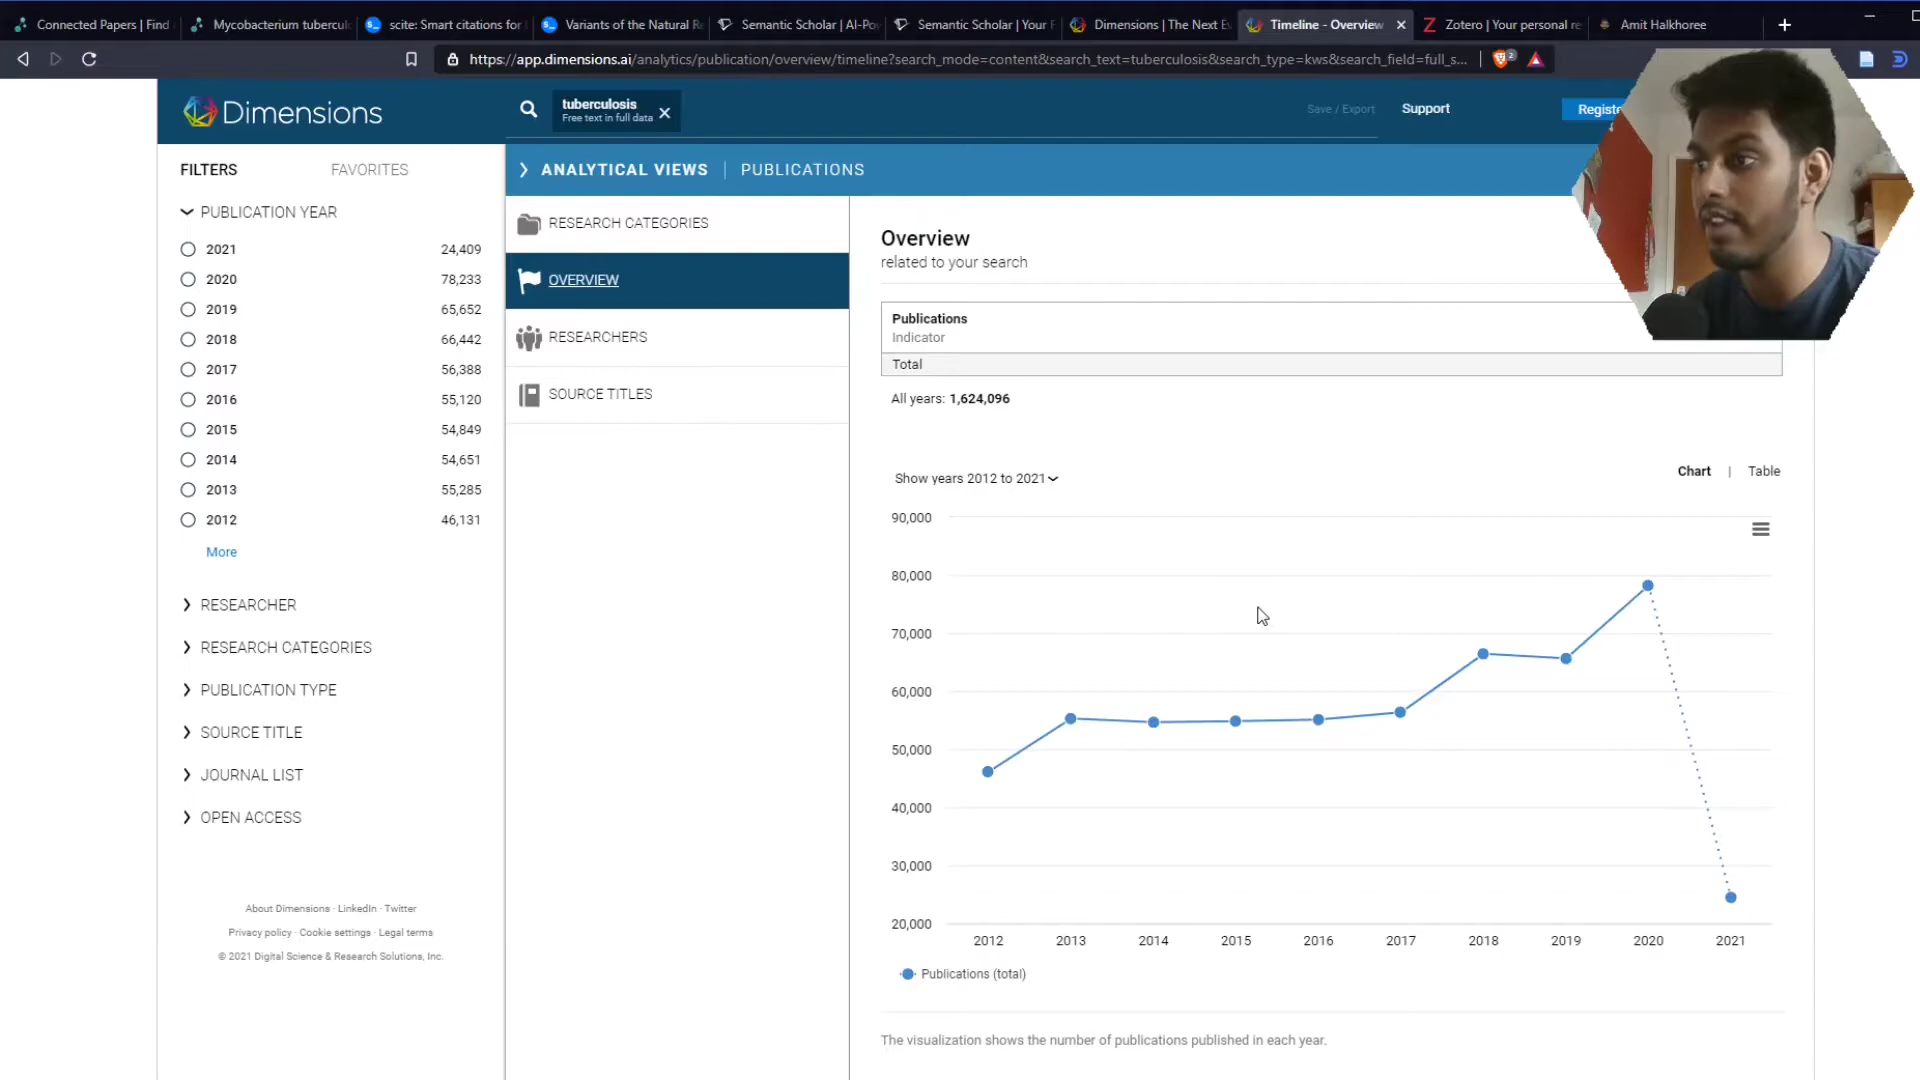 Connected Papers | Find
Mycobacterium tubercul
scite: Smart citations for
Variants of the Natural R
Semantic Scholar | AI-Po
Semantic Scholar | Your F
Dimensions | The Next E
Timeline - Overview
Zotero | Your personal re
Amit Halkhoree
https://app.dimensions.ai/analytics/publication/overview/timeline?search_mode=content&search_text=tuberculosis&search_type=kws&search_field=full_s...
2
Dimensions
tuberculosis
Free text in full data
Save / Export
Support
Registe
FILTERS
FAVORITES
PUBLICATION YEAR
2021 24,409
2020 78,233
2019 65,652
2018 66,442
2017 56,388
2016 55,120
2015 54,849
2014 54,651
2013 55,285
2012 46,131
More
RESEARCHER
RESEARCH CATEGORIES
PUBLICATION TYPE
SOURCE TITLE
JOURNAL LIST
OPEN ACCESS
About Dimensions · LinkedIn · Twitter
Privacy policy · Cookie settings · Legal terms
© 2021 Digital Science & Research Solutions, Inc.
ANALYTICAL VIEWS | PUBLICATIONS
RESEARCH CATEGORIES
OVERVIEW
RESEARCHERS
SOURCE TITLES
Overview
related to your search
Publications
Indicator
Total
All years: 1,624,096
Show years 2012 to 2021
Chart | Table
90,000
80,000
70,000
60,000
50,000
40,000
30,000
20,000
2012 2013 2014 2015 2016 2017 2018 2019 2020 2021
Publications (total)
The visualization shows the number of publications published in each year.